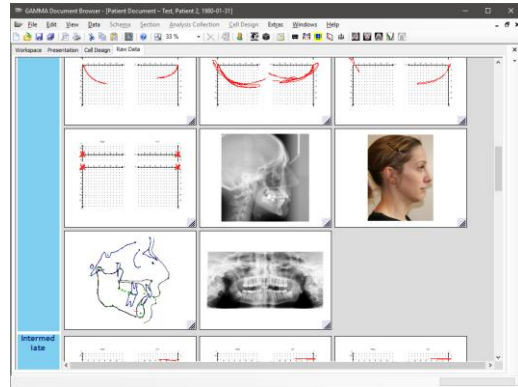 GAMMA Document Browser - [Patient Document – Test, Patient 2, 1980-01-31]
File Edit View Data Schema Section Analysis Collection Cell Design Extras Windows Help
33 %
Workspace Presentation Cell Design Raw Data
Intermed
iate